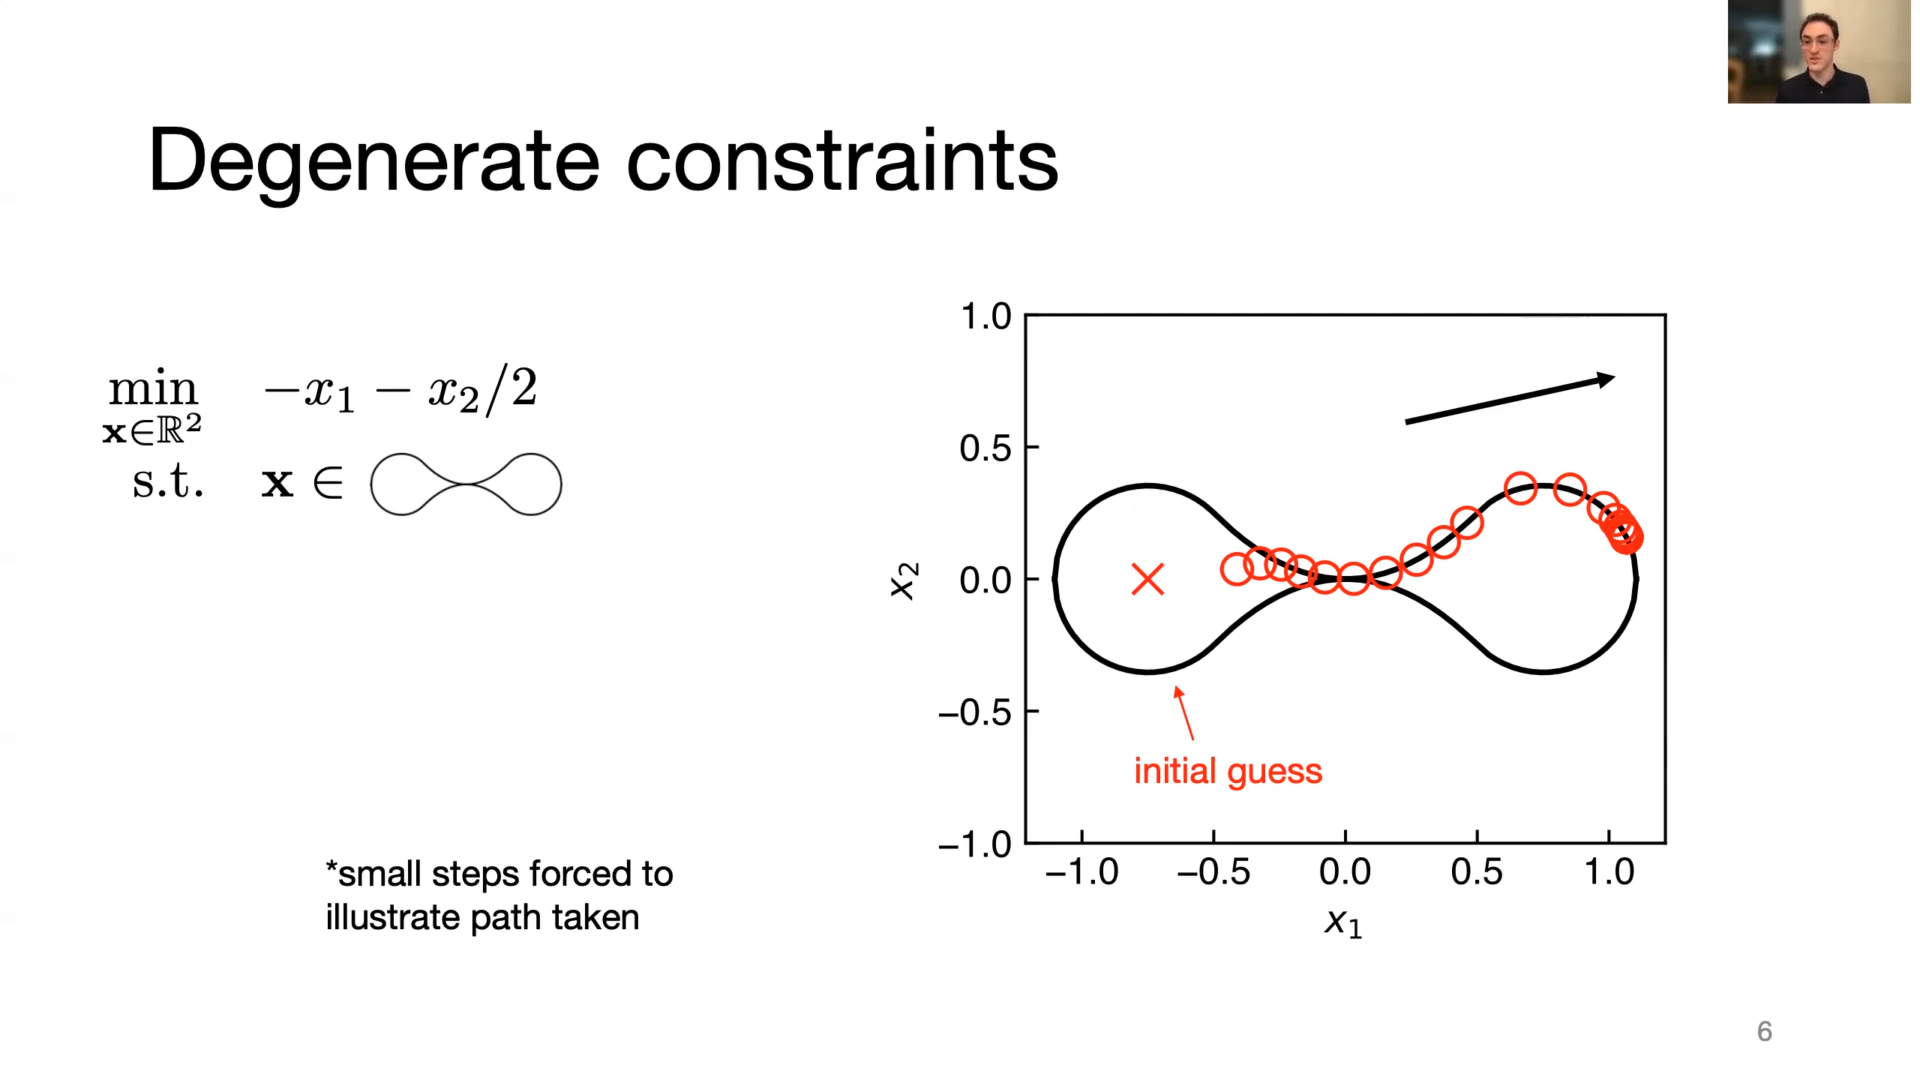 Degenerate constraints
min −x₁ − x₂/2
x∈ℝ²
s.t. x ∈
1.0
0.5
0.0
−0.5
−1.0
x₂
initial guess
−1.0 −0.5 0.0 0.5 1.0
x₁
*small steps forced to
illustrate path taken
6